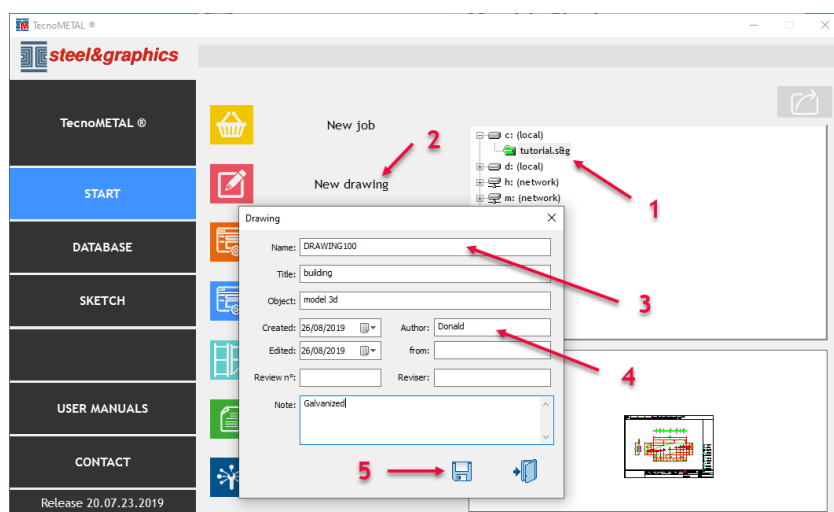 TecnoMETAL ®
steel&graphics
TecnoMETAL ®
START
DATABASE
SKETCH
USER MANUALS
CONTACT
Release 20.07.23.2019
New job
2
New drawing
c: (local)
tutorial.s&g
d: (local)
h: (network)
m: (network)
1
Drawing
Name: DRAWING100
Title: building
Object: model 3d
Created: 26/08/2019 Author: Donald
Edited: 26/08/2019 from:
Review n°: Reviser:
Note: Galvanized
3
4
5